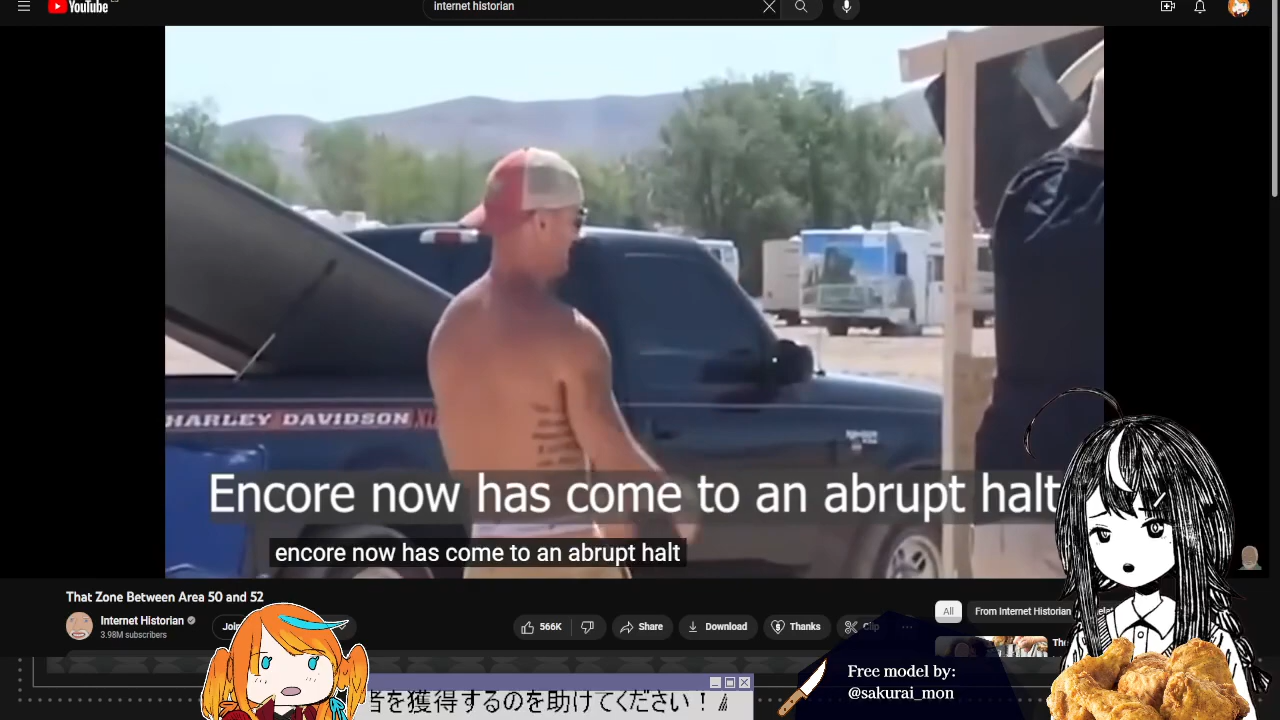 YouTube
internet historian
HARLEY DAVIDSON
Encore now has come to an abrupt halt
encore now has come to an abrupt halt
That Zone Between Area 50 and 52
Internet Historian
3.98M subscribers
Join
566K
Share
Download
Thanks
Clip
All
From Internet Historian
Free model by:
@sakurai_mon
者を獲得するのを助けてください！